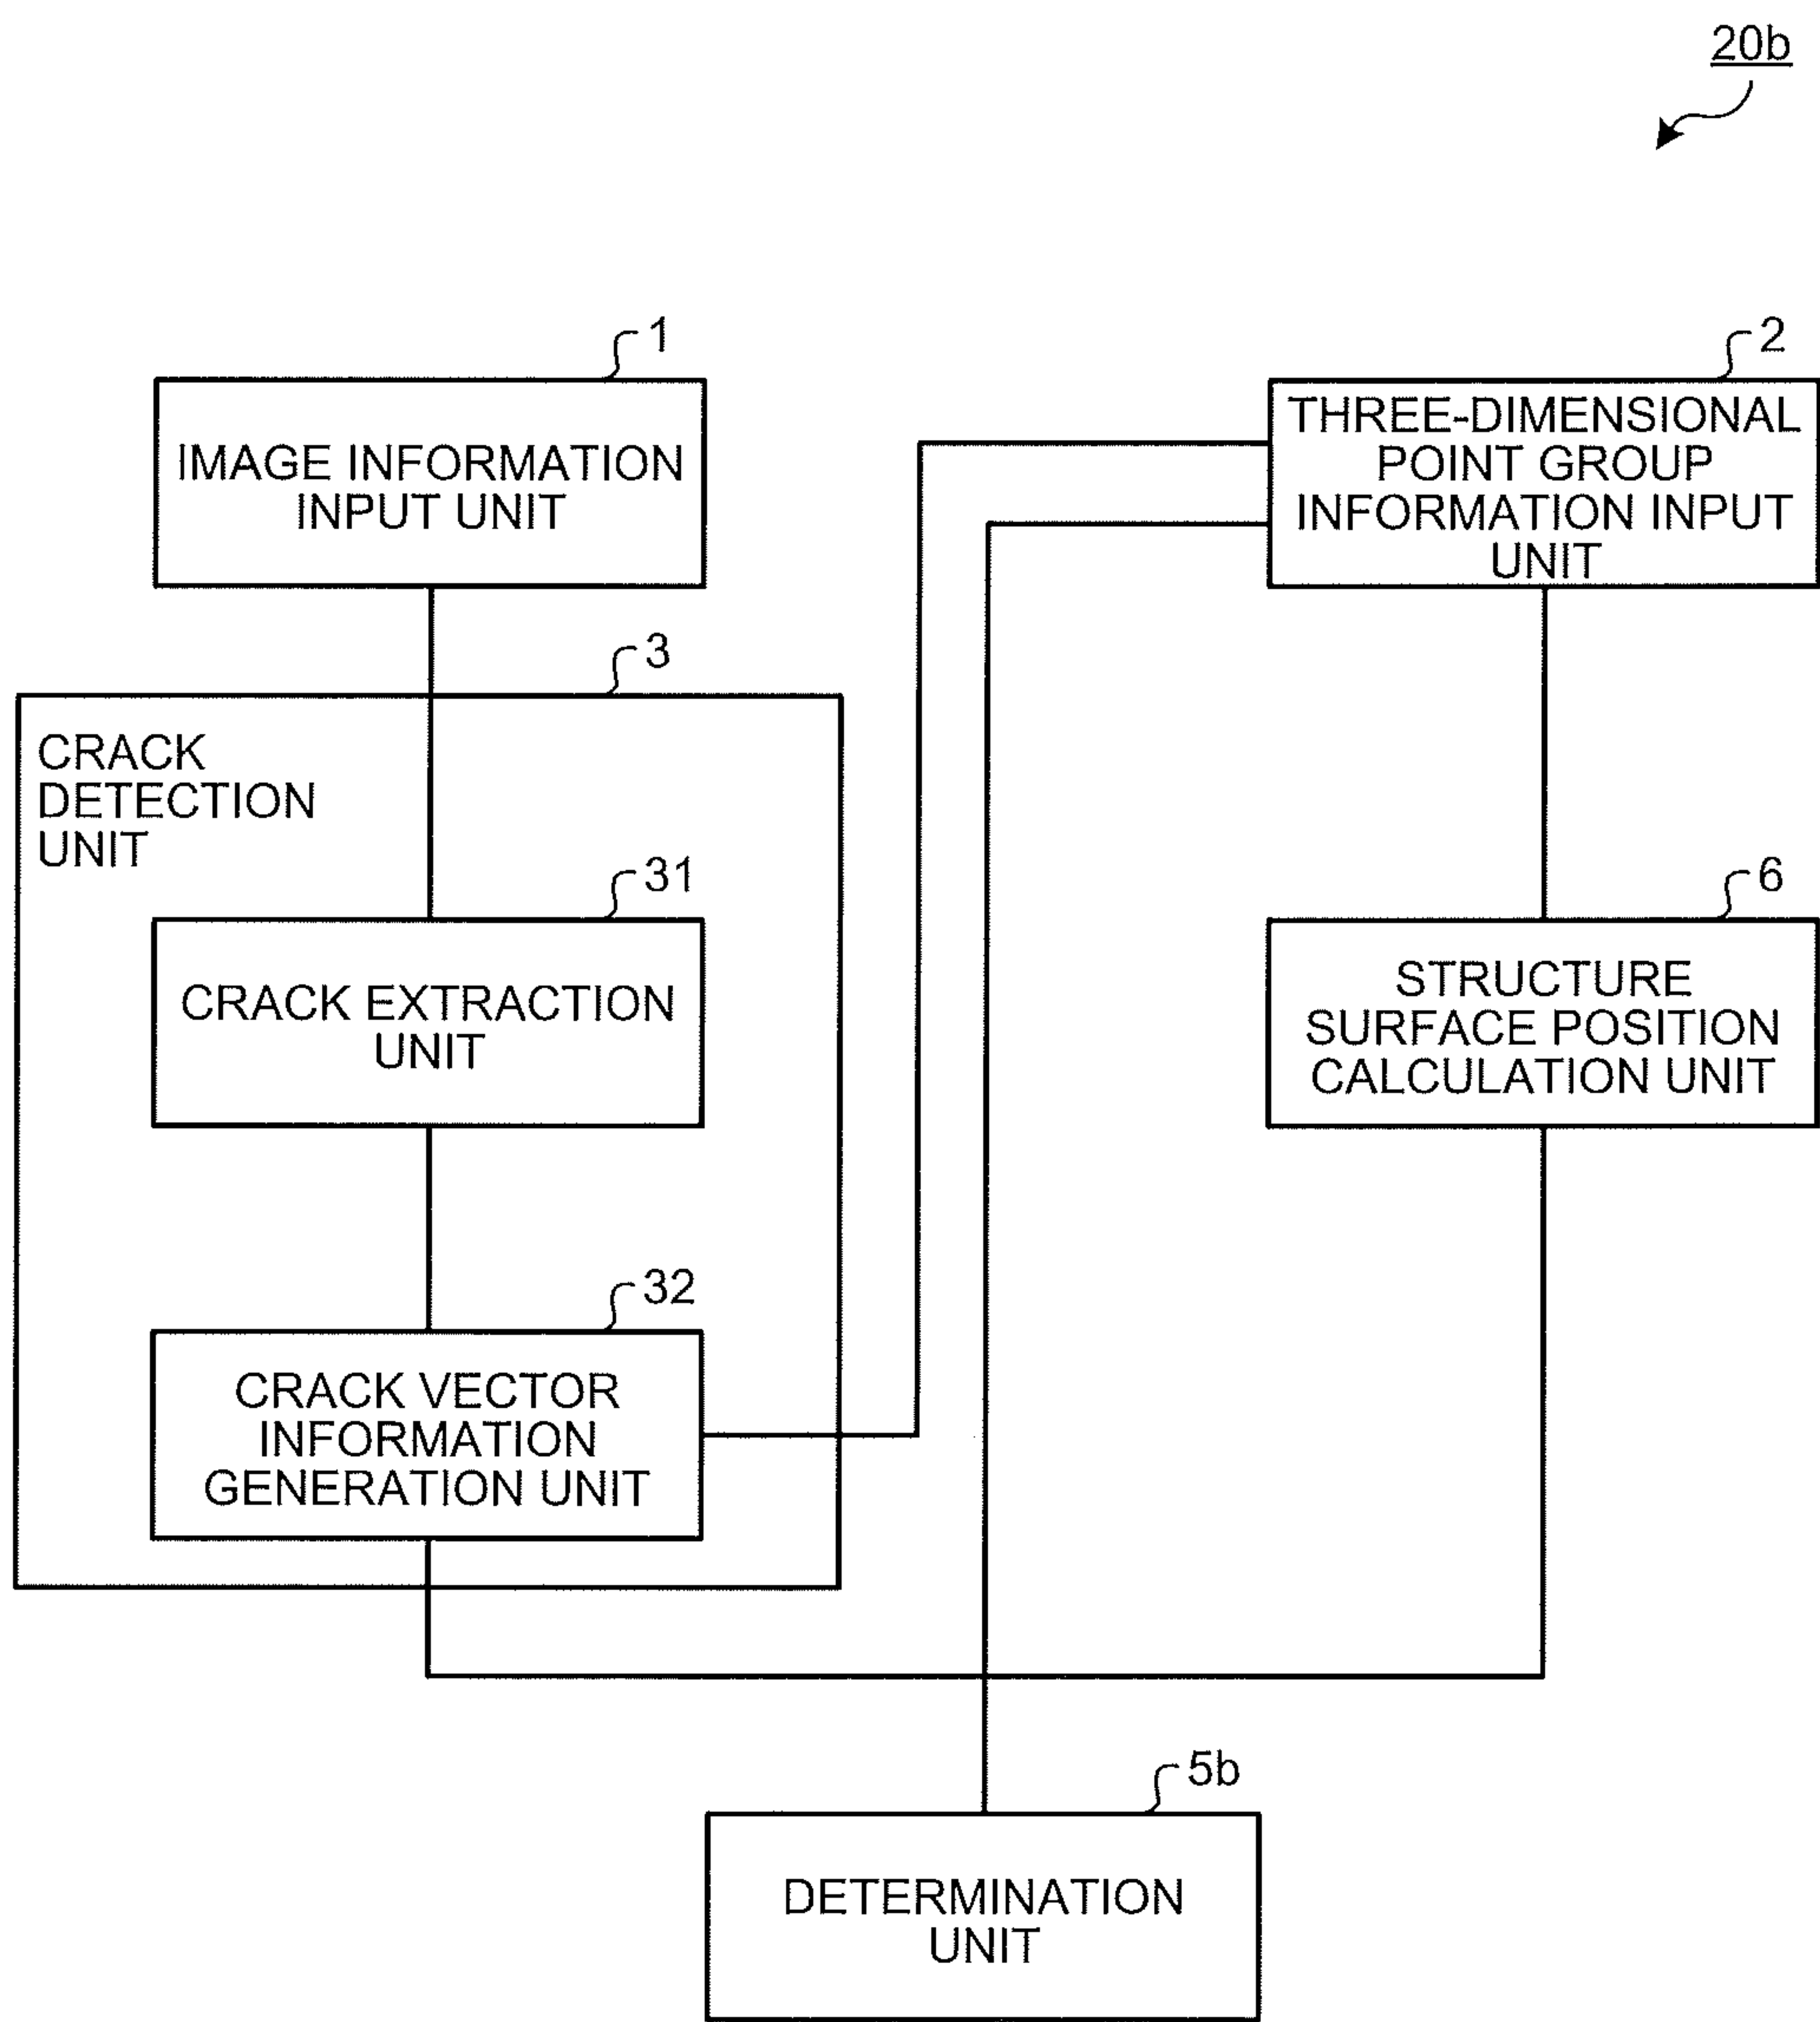 20b
1
IMAGE INFORMATION
INPUT UNIT
2
THREE-DIMENSIONAL
POINT GROUP
INFORMATION INPUT
UNIT
3
CRACK
DETECTION
UNIT
31
CRACK EXTRACTION
UNIT
6
STRUCTURE
SURFACE POSITION
CALCULATION UNIT
32
CRACK VECTOR
INFORMATION
GENERATION UNIT
5b
DETERMINATION
UNIT